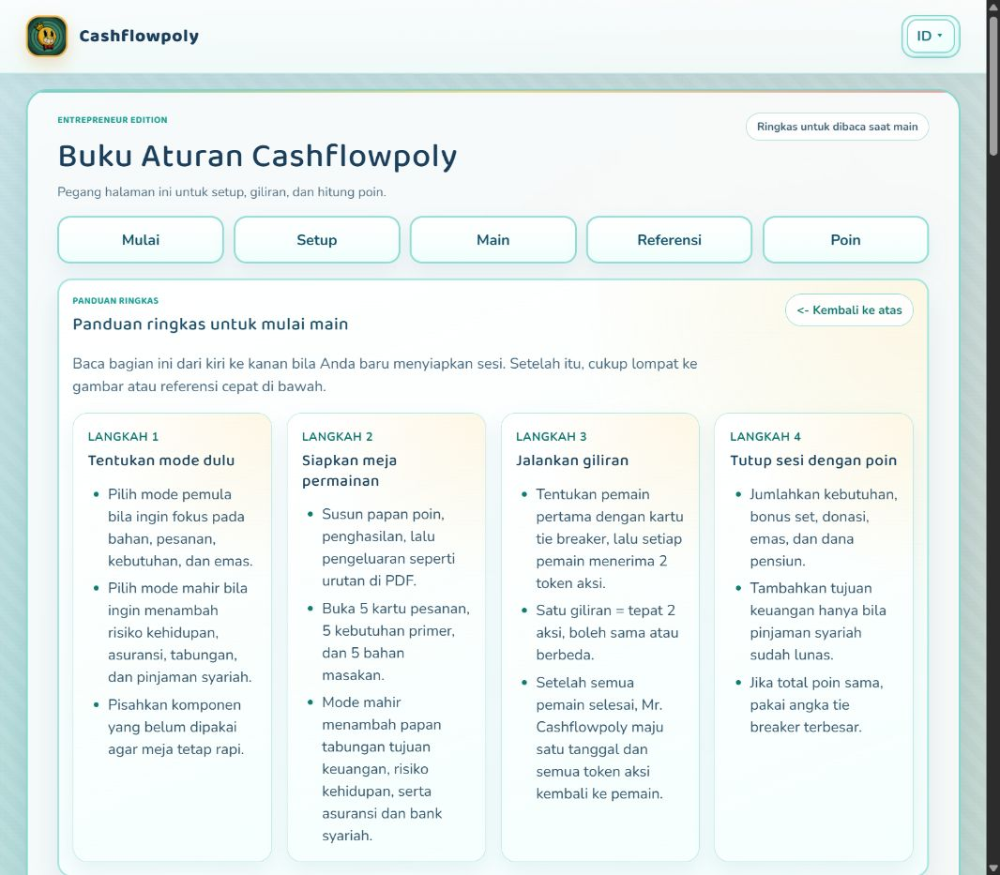 Cashflowpoly
ID
ENTREPRENEUR EDITION
Ringkas untuk dibaca saat main
Buku Aturan Cashflowpoly
Pegang halaman ini untuk setup, giliran, dan hitung poin.
Mulai
Setup
Main
Referensi
Poin
PANDUAN RINGKAS
<- Kembali ke atas
Panduan ringkas untuk mulai main
Baca bagian ini dari kiri ke kanan bila Anda baru menyiapkan sesi. Setelah itu, cukup lompat ke
gambar atau referensi cepat di bawah.
LANGKAH 1
Tentukan mode dulu
• Pilih mode pemula
bila ingin fokus pada
bahan, pesanan,
kebutuhan, dan emas.
• Pilih mode mahir bila
ingin menambah
risiko kehidupan,
asuransi, tabungan,
dan pinjaman syariah.
• Pisahkan komponen
yang belum dipakai
agar meja tetap rapi.
LANGKAH 2
Siapkan meja
permainan
• Susun papan poin,
penghasilan, lalu
pengeluaran seperti
urutan di PDF.
• Buka 5 kartu pesanan,
5 kebutuhan primer,
dan 5 bahan
masakan.
• Mode mahir
menambah papan
tabungan tujuan
keuangan, risiko
kehidupan, serta
asuransi dan bank
syariah.
LANGKAH 3
Jalankan giliran
• Tentukan pemain
pertama dengan kartu
tie breaker, lalu setiap
pemain menerima 2
token aksi.
• Satu giliran = tepat 2
aksi, boleh sama atau
berbeda.
• Setelah semua
pemain selesai, Mr.
Cashflowpoly maju
satu tanggal dan
semua token aksi
kembali ke pemain.
LANGKAH 4
Tutup sesi dengan poin
• Jumlahkan kebutuhan,
bonus set, donasi,
emas, dan dana
pensiun.
• Tambahkan tujuan
keuangan hanya bila
pinjaman syariah
sudah lunas.
• Jika total poin sama,
pakai angka tie
breaker terbesar.